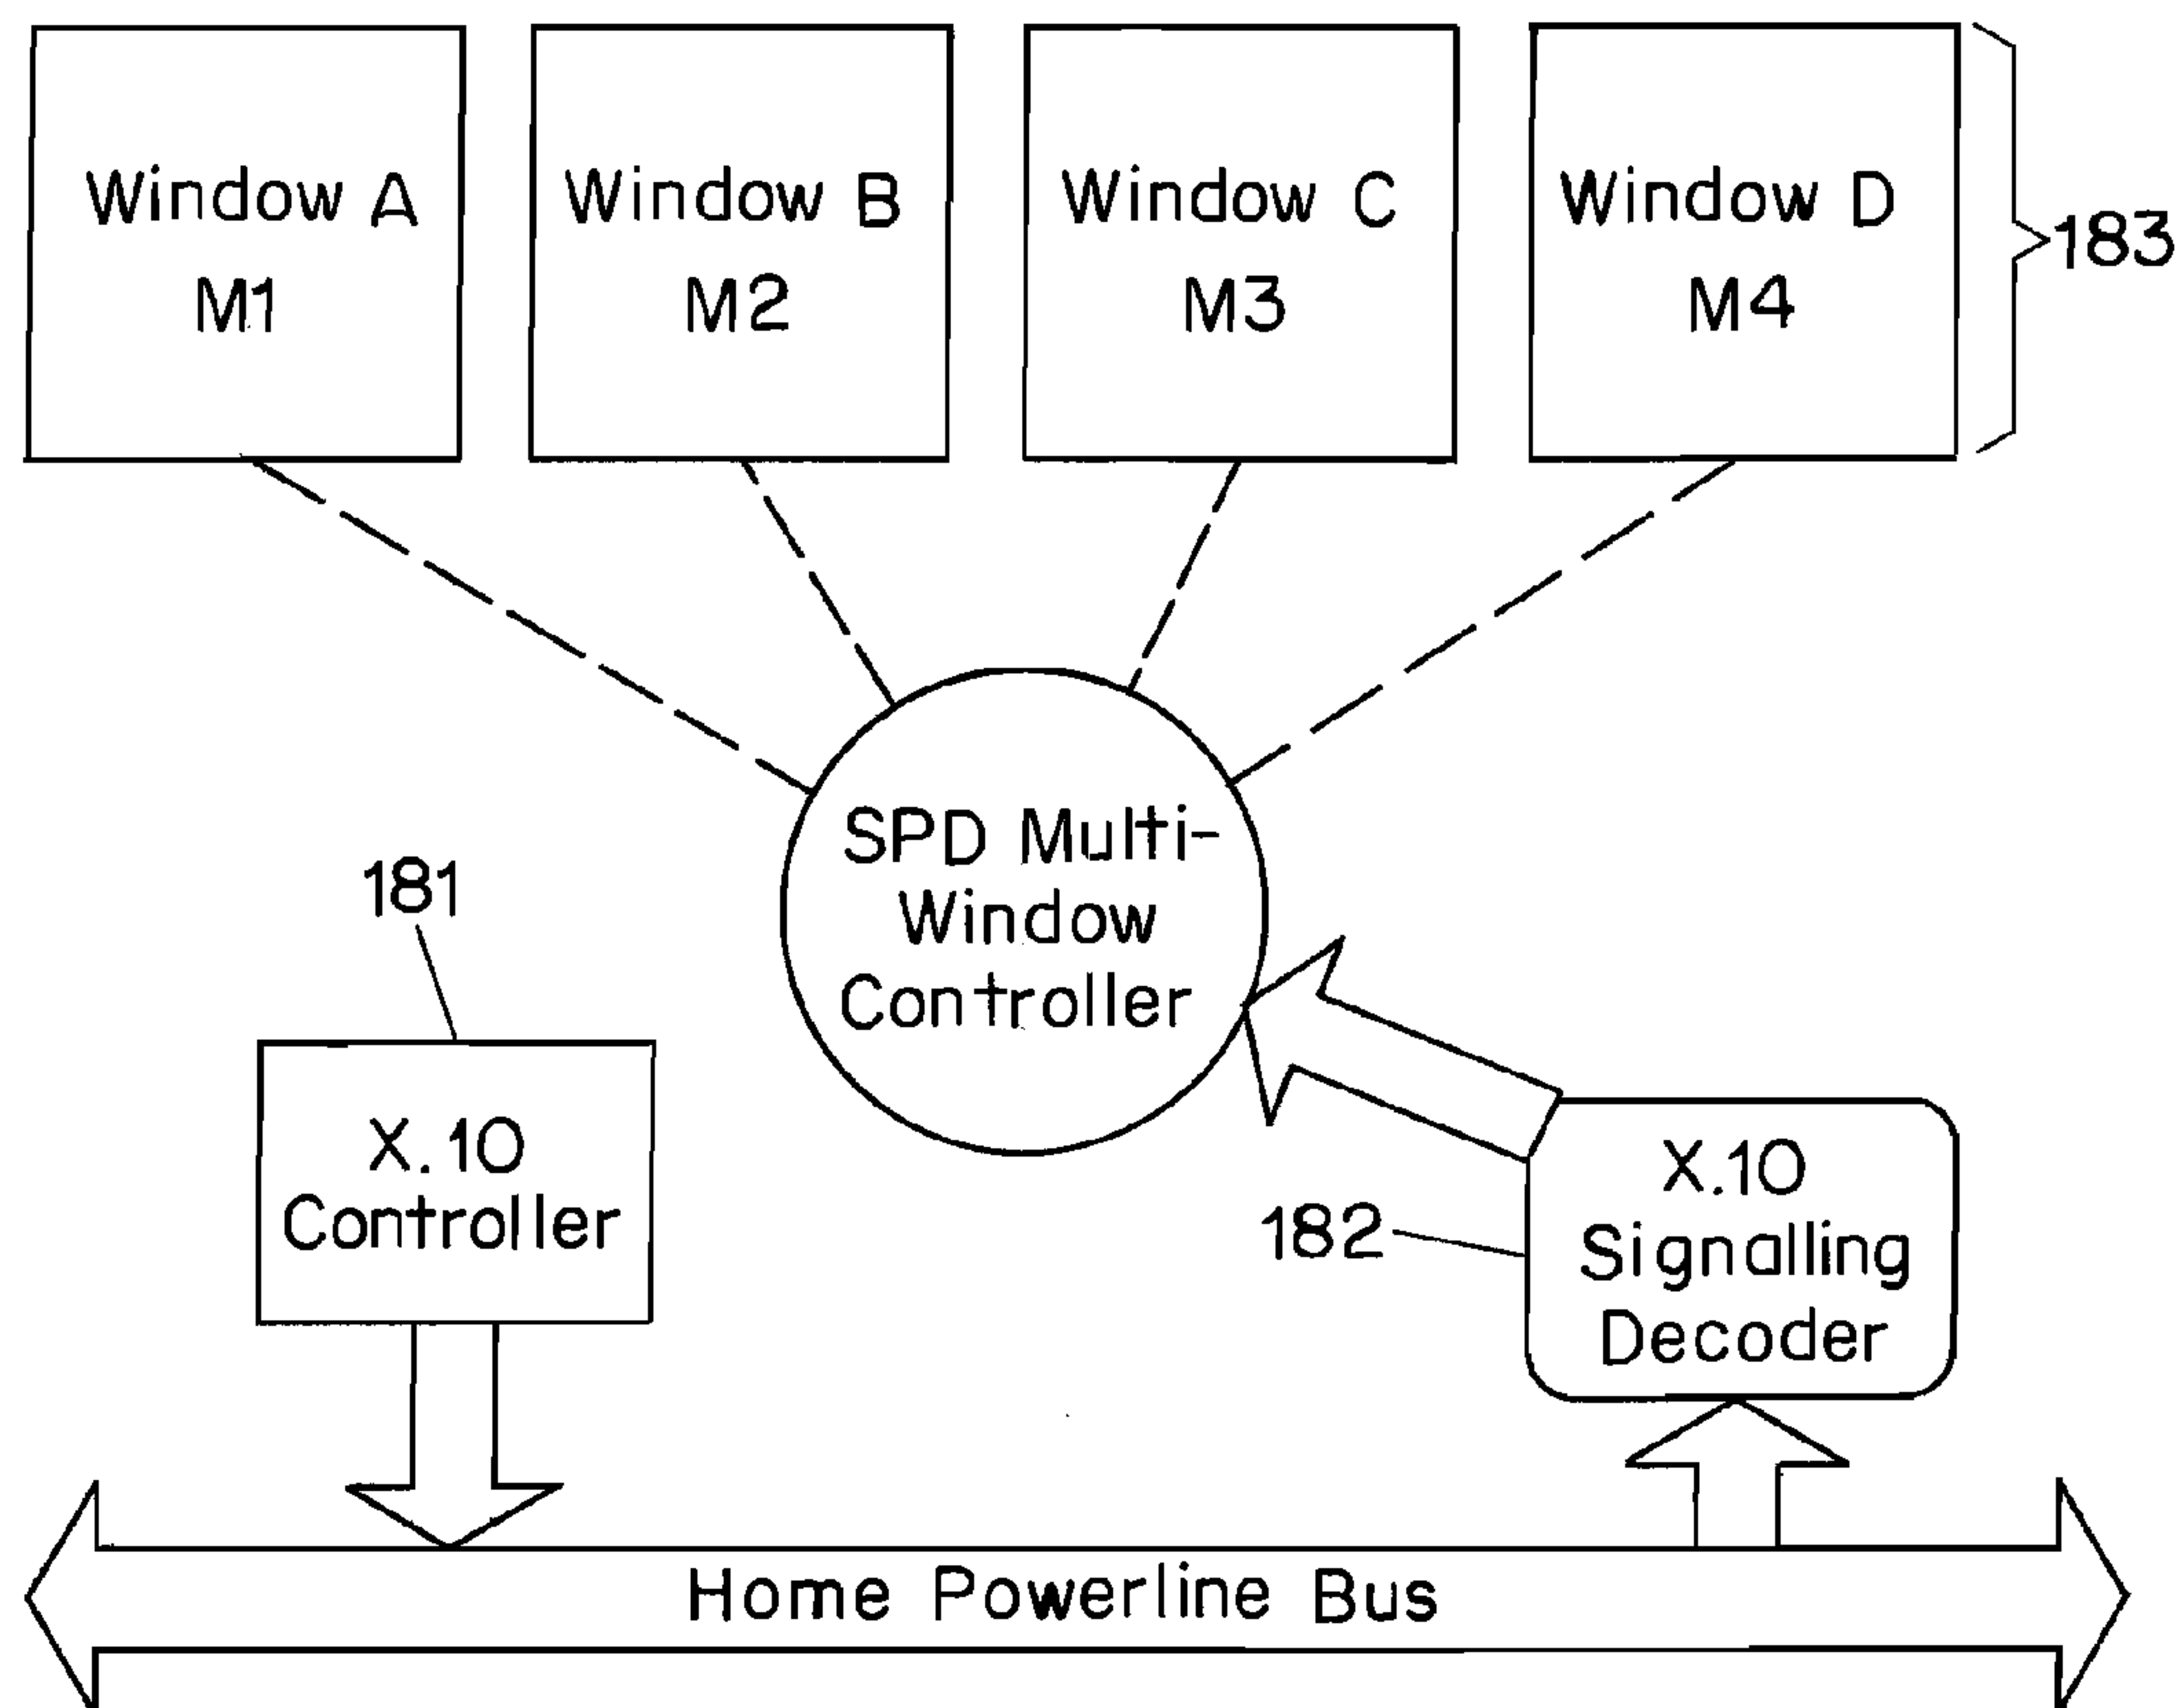 Window A
M1
Window B
M2
Window C
M3
Window D
M4
183
SPD Multi-
Window
Controller
181
X.10
Controller
182
X.10
Signalling
Decoder
Home Powerline Bus